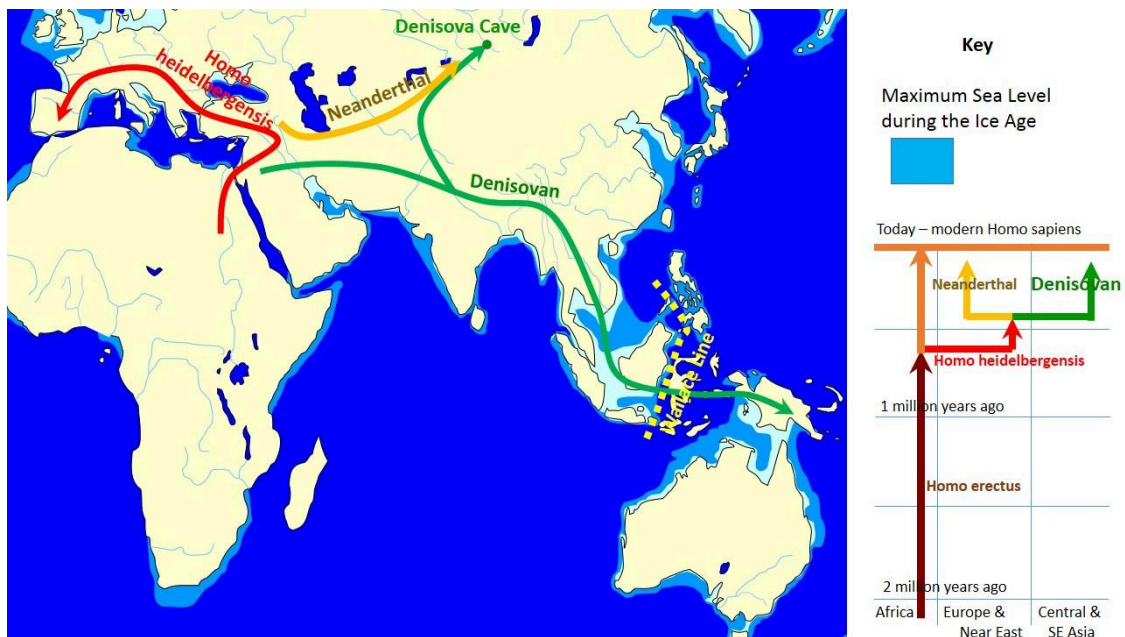 Denisova Cave
Homo
heidelbergensis
Neanderthal
Denisovan
Wallace Line
Key
Maximum Sea Level
during the Ice Age
Today – modern Homo sapiens
Neanderthal
Denisovan
Homo heidelbergensis
1 million years ago
Homo erectus
2 million years ago
Africa
Europe &
Near East
Central &
SE Asia